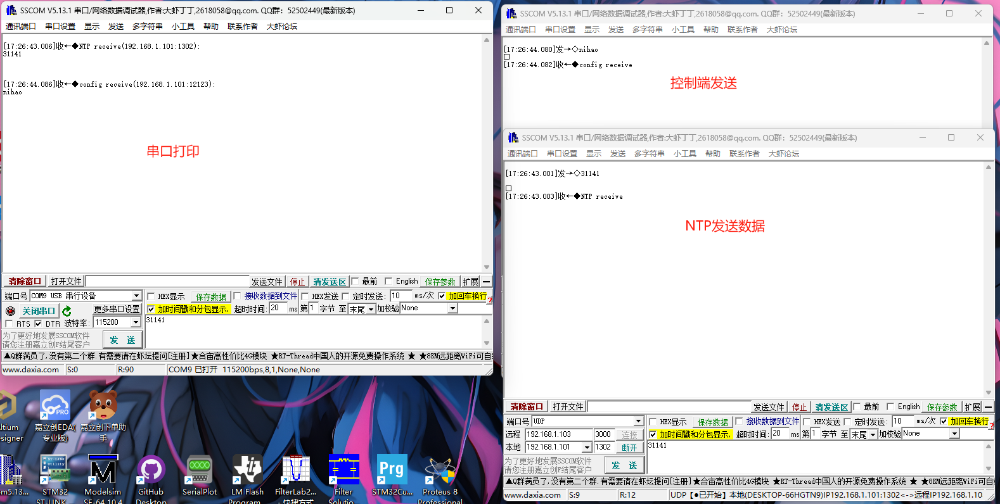 SSCOM V5.13.1 串口/网络数据调试器,作者:大虾丁丁,2618058@qq.com. QQ群：52502449(最新版本)
通讯端口 串口设置 显示 发送 多字符串 小工具 帮助 联系作者 大虾论坛
[17:26:43.006]收←◆NTP receive(192.168.1.101:1302):
31141
[17:26:44.086]收←◆config receive(192.168.1.101:12123):
nihao
串口打印
清除窗口 打开文件 发送文件 停止 清发送区 最前 English 保存参数 扩展 —
端口号 COM9 USB 串行设备 HEX显示 保存数据 接收数据到文件 HEX发送 定时发送: 10 ms/次 加回车换行
关闭串口 更多串口设置 加时间戳和分包显示, 超时时间: 20 ms 第 1 字节 至 末尾 加校验 None
RTS DTR 波特率: 115200
31141
为了更好地发展SSCOM软件
请您注册嘉立创F结尾客户
发 送
▲Q群满员了,没有第二个群.有需要请在虾坛提问[注册]★合宙高性价比4G模块 ★RT-Thread中国人的开源免费操作系统 ★ ★8KM远距离WiFi可自
www.daxia.com S:0 R:90 COM9 已打开 115200bps,8,1,None,None
SSCOM V5.13.1 串口/网络数据调试器,作者:大虾丁丁,2618058@qq.com. QQ群：52502449(最新版本)
通讯端口 串口设置 显示 发送 多字符串 小工具 帮助 联系作者 大虾论坛
[17:26:44.080]发→◇nihao
□
[17:26:44.082]收←◆config receive
控制端发送
SSCOM V5.13.1 串口/网络数据调试器,作者:大虾丁丁,2618058@qq.com. QQ群：52502449(最新版本)
通讯端口 串口设置 显示 发送 多字符串 小工具 帮助 联系作者 大虾论坛
[17:26:43.001]发→◇31141
□
[17:26:43.003]收←◆NTP receive
NTP发送数据
清除窗口 打开文件 发送文件 停止 清发送区 最前 English 保存参数 扩展 —
端口号 UDP HEX显示 保存数据 接收数据到文件 HEX发送 定时发送: 10 ms/次 加回车换行
远程 192.168.1.103 3000 连接 加时间戳和分包显示, 超时时间: 20 ms 第 1 字节 至 末尾 加校验 None
本地 192.168.1.101 1302 断开
31141
为了更好地发展SSCOM软件
请您注册嘉立创F结尾客户
发 送
▲Q群满员了,没有第二个群.有需要请在虾坛提问[注册]★合宙高性价比4G模块 ★RT-Thread中国人的开源免费操作系统 ★ ★8KM远距离WiFi可自
www.daxia.com S:9 R:12 UDP【●已开始】本地(DESKTOP-66HGTN9)IP192.168.1.101:1302<->远程IP192.168.1.10
ltium
signer
嘉立创EDA(
专业版)
嘉立创下单助
手
m5.13...
STM32
ST-LINK
Modelsim
SE-64 10.4
GitHub
Desktop
SerialPlot
LM Flash
Program
FilterLab2...
- 快捷方式
Filter
Solutio
Prg
STM32Cu...
Proteus 8
Professional